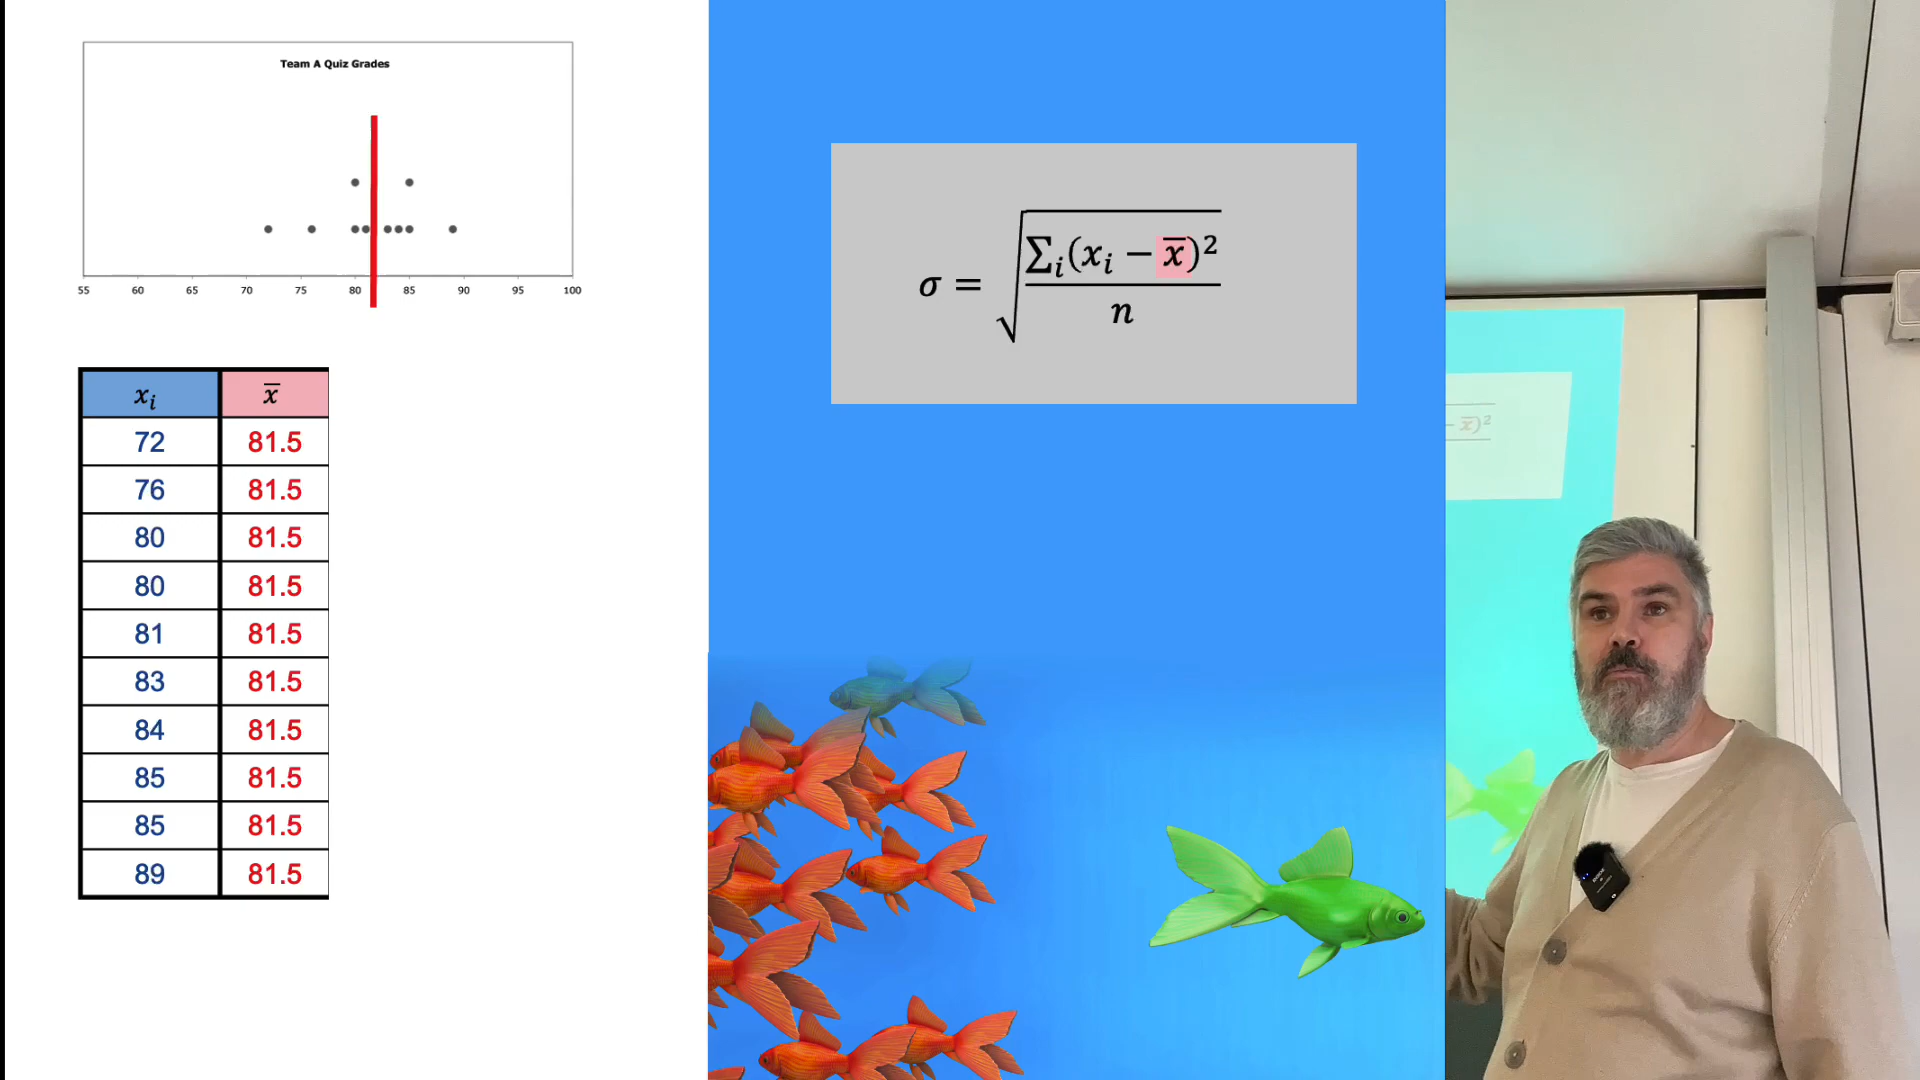 Team A Quiz Grades
55 60 65 70 75 80 85 90 95 100
xᵢ x̅
72 81.5
76 81.5
80 81.5
80 81.5
81 81.5
83 81.5
84 81.5
85 81.5
85 81.5
89 81.5
σ = √(∑ᵢ(xᵢ − x̅)² / n)
− x̅)²